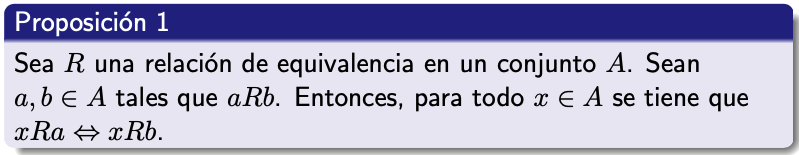 Proposición 1
Sea R una relación de equivalencia en un conjunto A. Sean
a, b ∈ A tales que aRb. Entonces, para todo x ∈ A se tiene que
xRa ⇔ xRb.